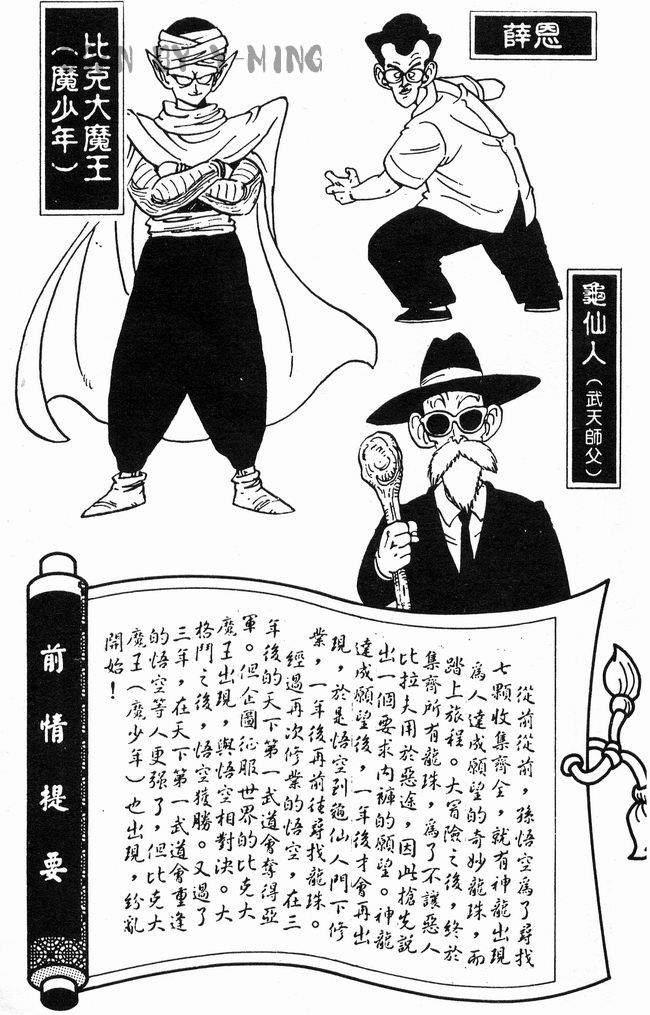 比克大魔王
（魔少年）
BY Y-MING
薛恩
龜仙人（武天師父）
前情提要
從前從前，孫悟空為了尋找
七顆收集齊全，就有神龍出現
為人達成願望的奇妙龍珠，而
踏上旅程。大冒險之後，終於
集齊所有龍珠，為了不讓惡人
比拉夫用於惡途，因此搶先說
出一個要求內褲的願望。神龍
達成願望後，一年後才會再出
現，於是悟空到龜仙人門下修
業，一年後再前往尋找龍珠。
經過再次修業的悟空，在三
年後的天下第一武道會奪得亞
軍。但企圖征服世界的比克大
魔王出現，與悟空相對決。大
格鬥之後，悟空獲勝。又過了
三年，在天下第一武道會重逢
的悟空等人更强了，但比克大
魔王（魔少年）也出現，紛亂
開始！